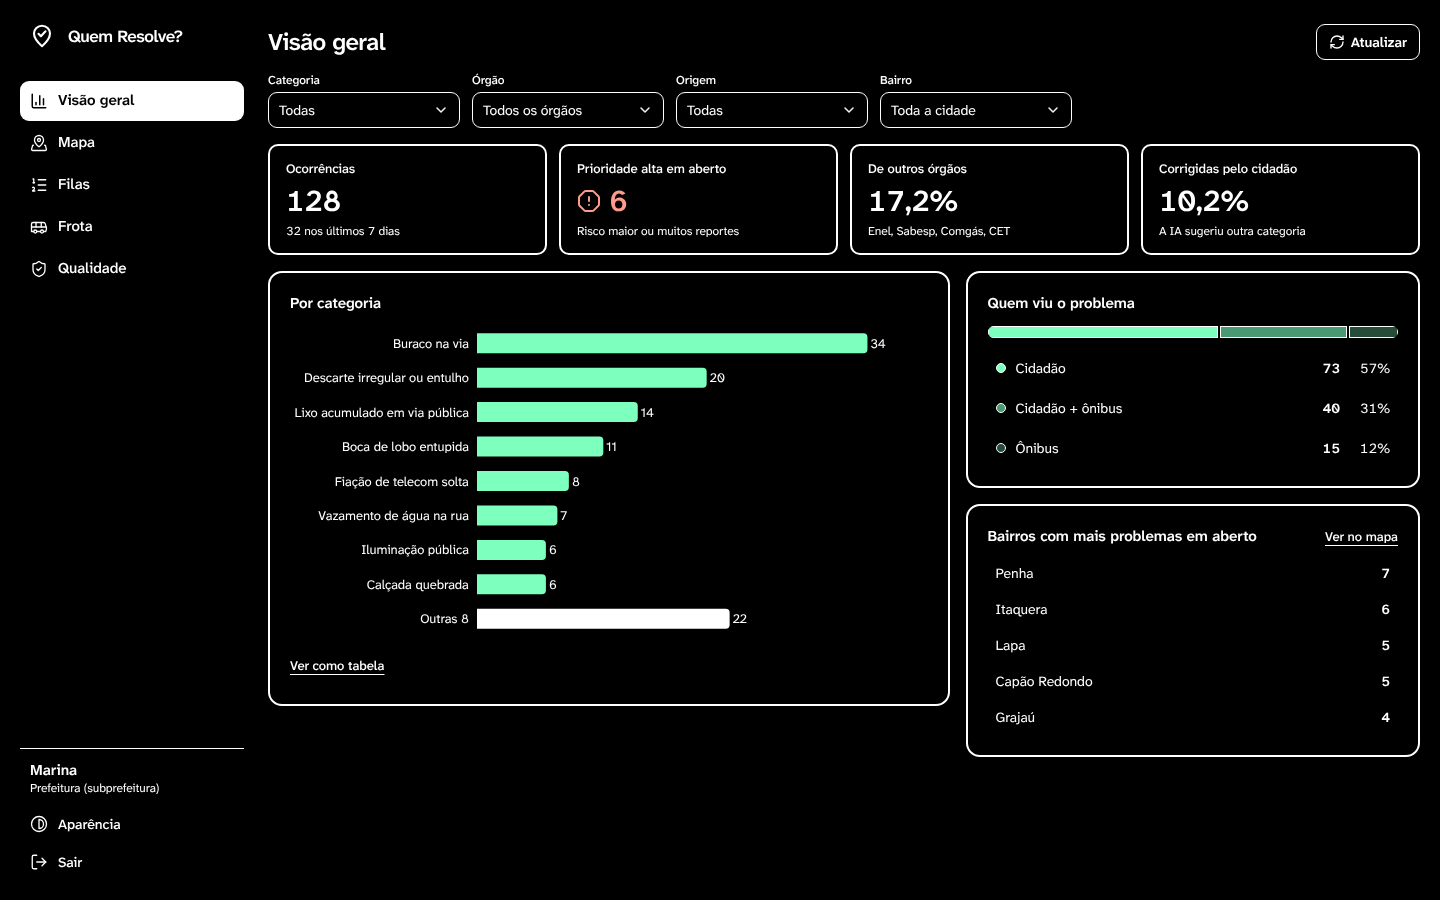 Quem Resolve?
Visão geral
Mapa
Filas
Frota
Qualidade
Marina
Prefeitura (subprefeitura)
Aparência
Sair
Visão geral
Atualizar
Categoria
Todas
Órgão
Todos os órgãos
Origem
Todas
Bairro
Toda a cidade
Ocorrências
128
32 nos últimos 7 dias
Prioridade alta em aberto
6
Risco maior ou muitos reportes
De outros órgãos
17,2%
Enel, Sabesp, Comgás, CET
Corrigidas pelo cidadão
10,2%
A IA sugeriu outra categoria
Por categoria
Buraco na via 34
Descarte irregular ou entulho 20
Lixo acumulado em via pública 14
Boca de lobo entupida 11
Fiação de telecom solta 8
Vazamento de água na rua 7
Iluminação pública 6
Calçada quebrada 6
Outras 8 22
Ver como tabela
Quem viu o problema
Cidadão 73 57%
Cidadão + ônibus 40 31%
Ônibus 15 12%
Bairros com mais problemas em aberto
Ver no mapa
Penha 7
Itaquera 6
Lapa 5
Capão Redondo 5
Grajaú 4